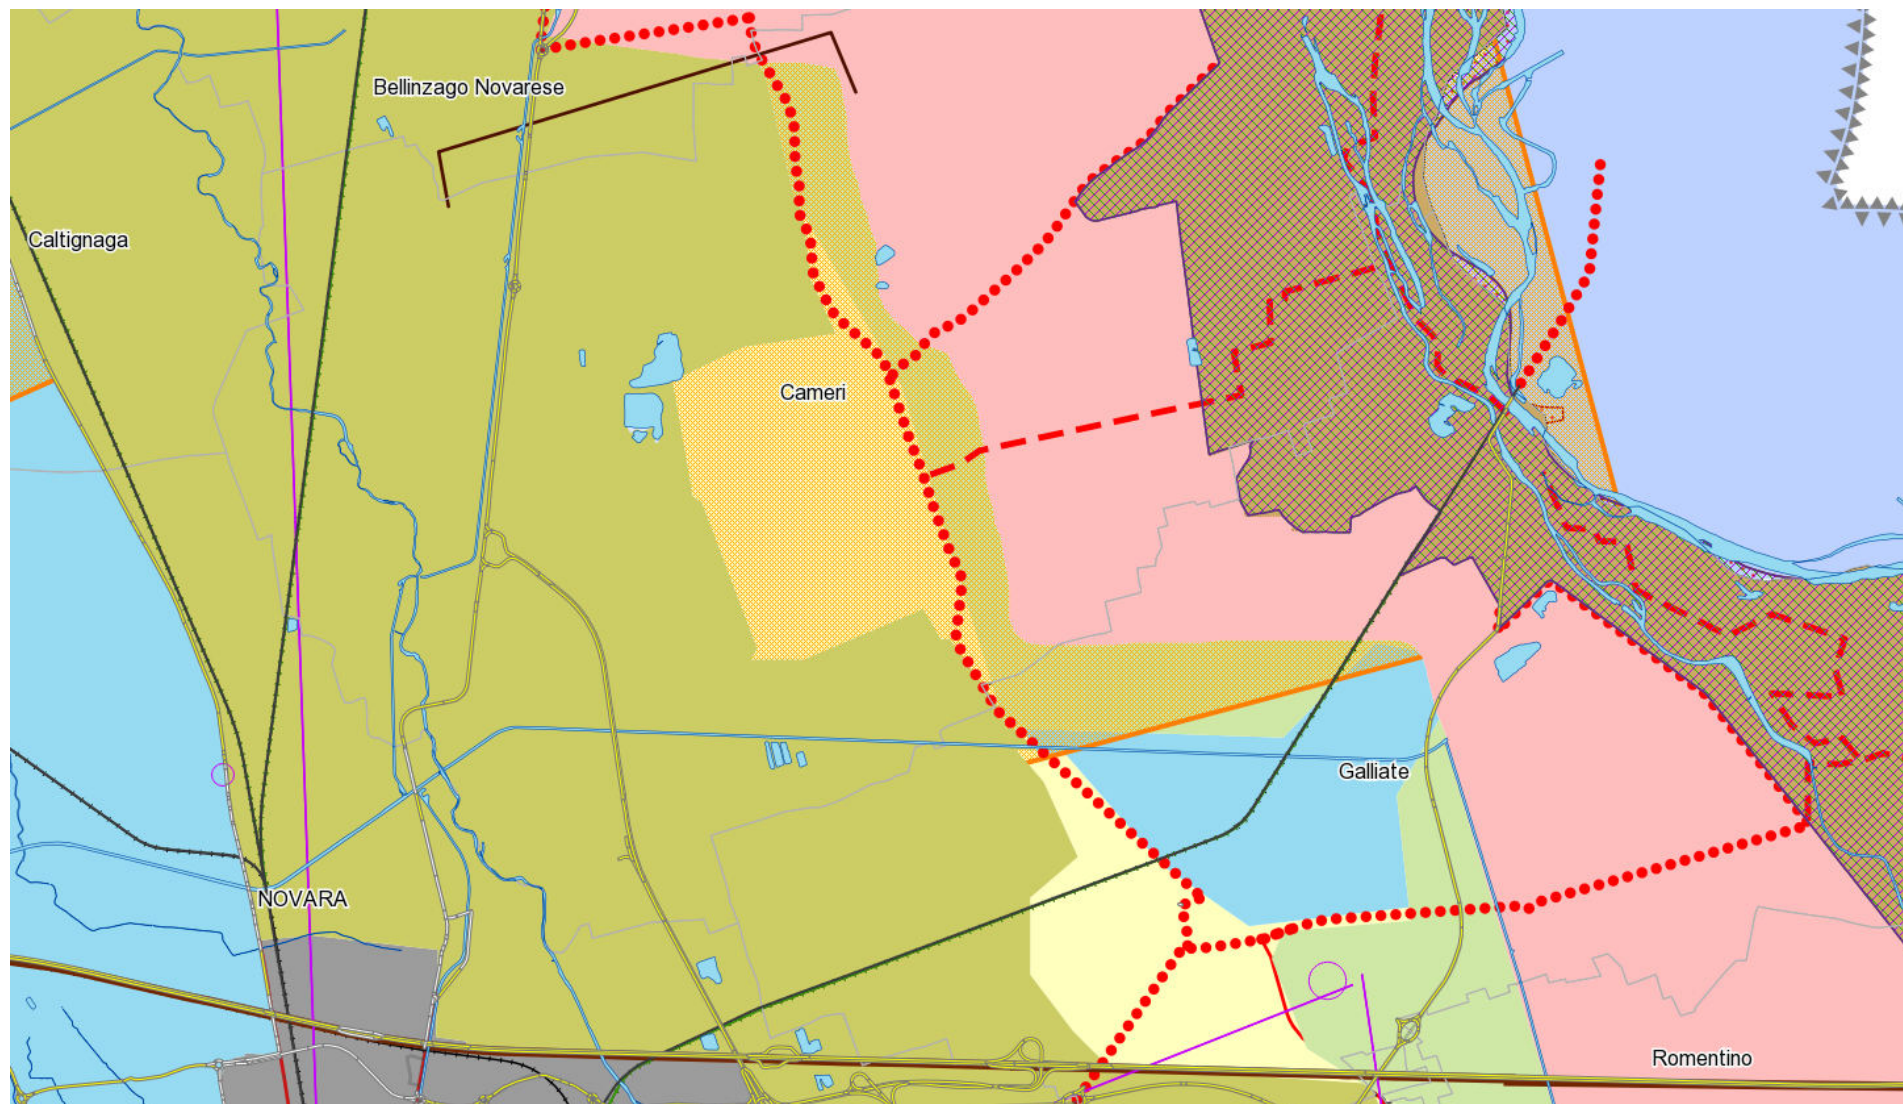 Bellinzago Novarese
Caltignaga
Cameri
Galliate
NOVARA
Romentino